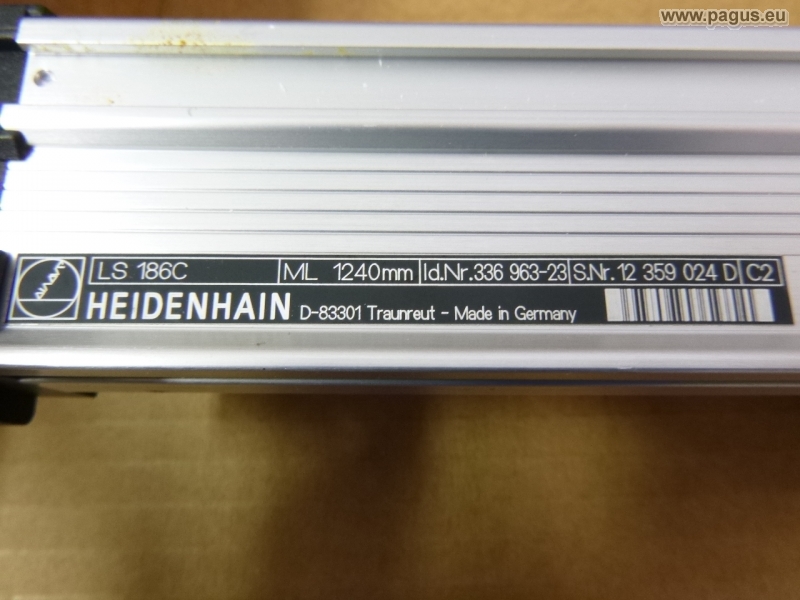 www.pagus.eu
LS 186C ML 1240mm Id.Nr.336 963-23 S.Nr. 12 359 024 D C2
HEIDENHAIN D-83301 Traunreut - Made in Germany